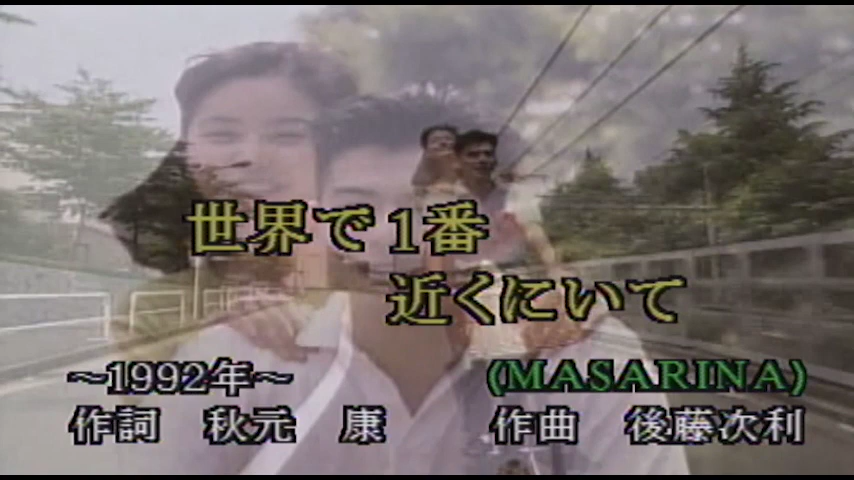 世界で1番
近くにいて
～1992年～ (MASARINA)
作詞 秋元 康 作曲 後藤次利